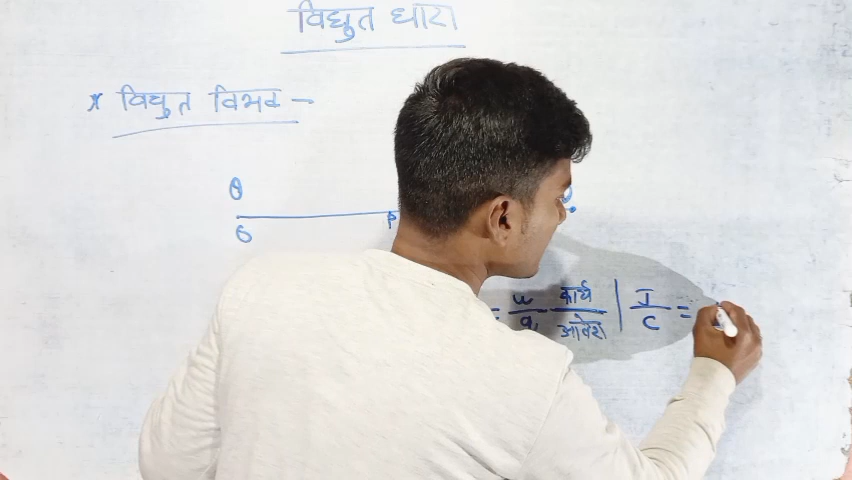 विद्युत धारा
* विद्युत विभव –
Q
G P
= w/q कार्य/आवेश | J/C =